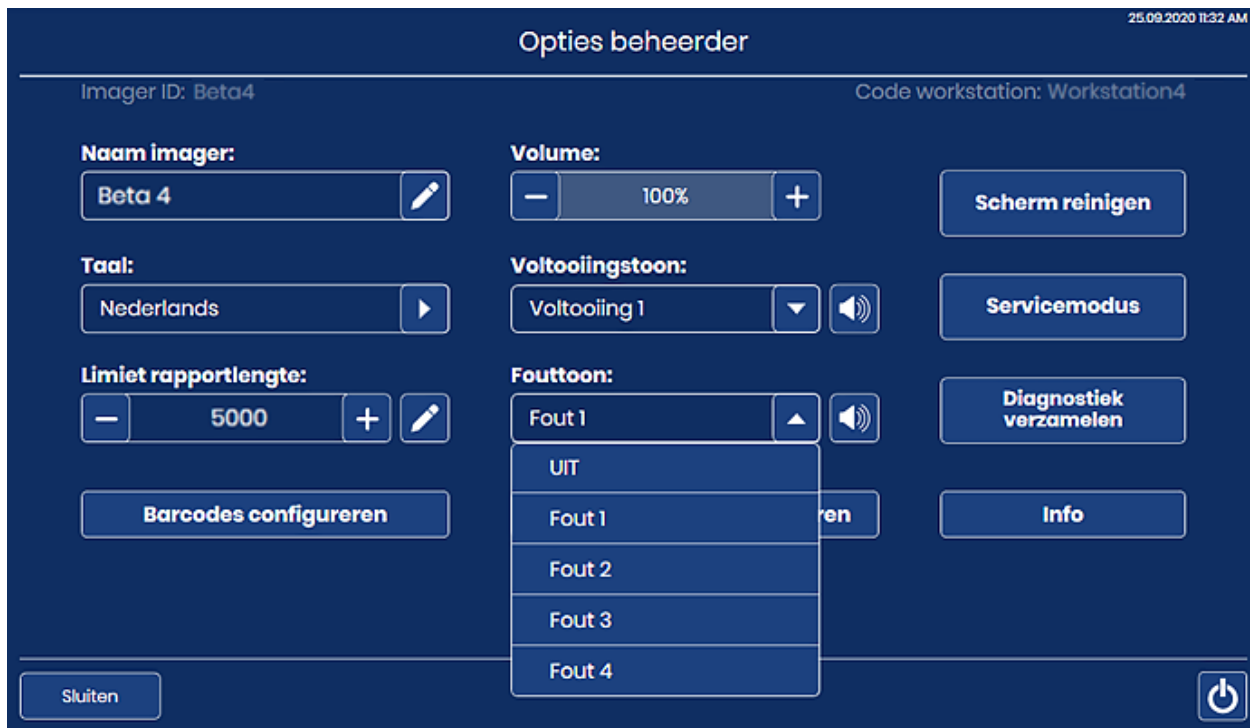 25.09.2020 11:32 AM
Opties beheerder
Imager ID: Beta4
Code workstation: Workstation4
Naam imager:
Volume:
Beta 4
100%
Scherm reinigen
Taal:
Voltooiingstoon:
Nederlands
Voltooiing 1
Servicemodus
Limiet rapportlengte:
Fouttoon:
5000
Fout 1
Diagnostiek
verzamelen
UIT
Barcodes configureren
Fout 1
ren
Info
Fout 2
Fout 3
Fout 4
Sluiten